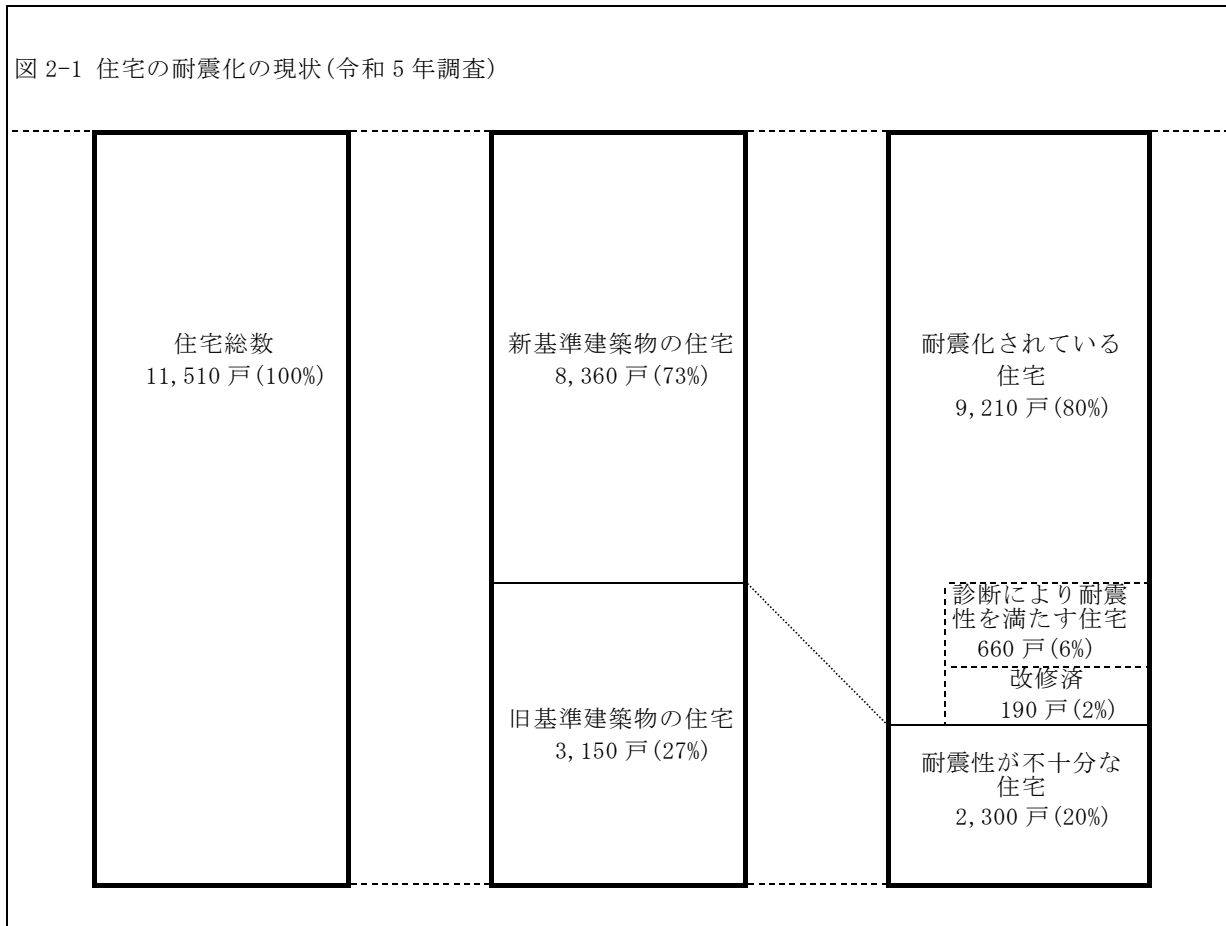 図 2-1 住宅の耐震化の現状(令和 5 年調査)
住宅総数
11,510 戸(100%)
新基準建築物の住宅
8,360 戸(73%)
旧基準建築物の住宅
3,150 戸(27%)
耐震化されている
住宅
9,210 戸(80%)
診断により耐震
性を満たす住宅
660 戸(6%)
改修済
190 戸(2%)
耐震性が不十分な
住宅
2,300 戸(20%)